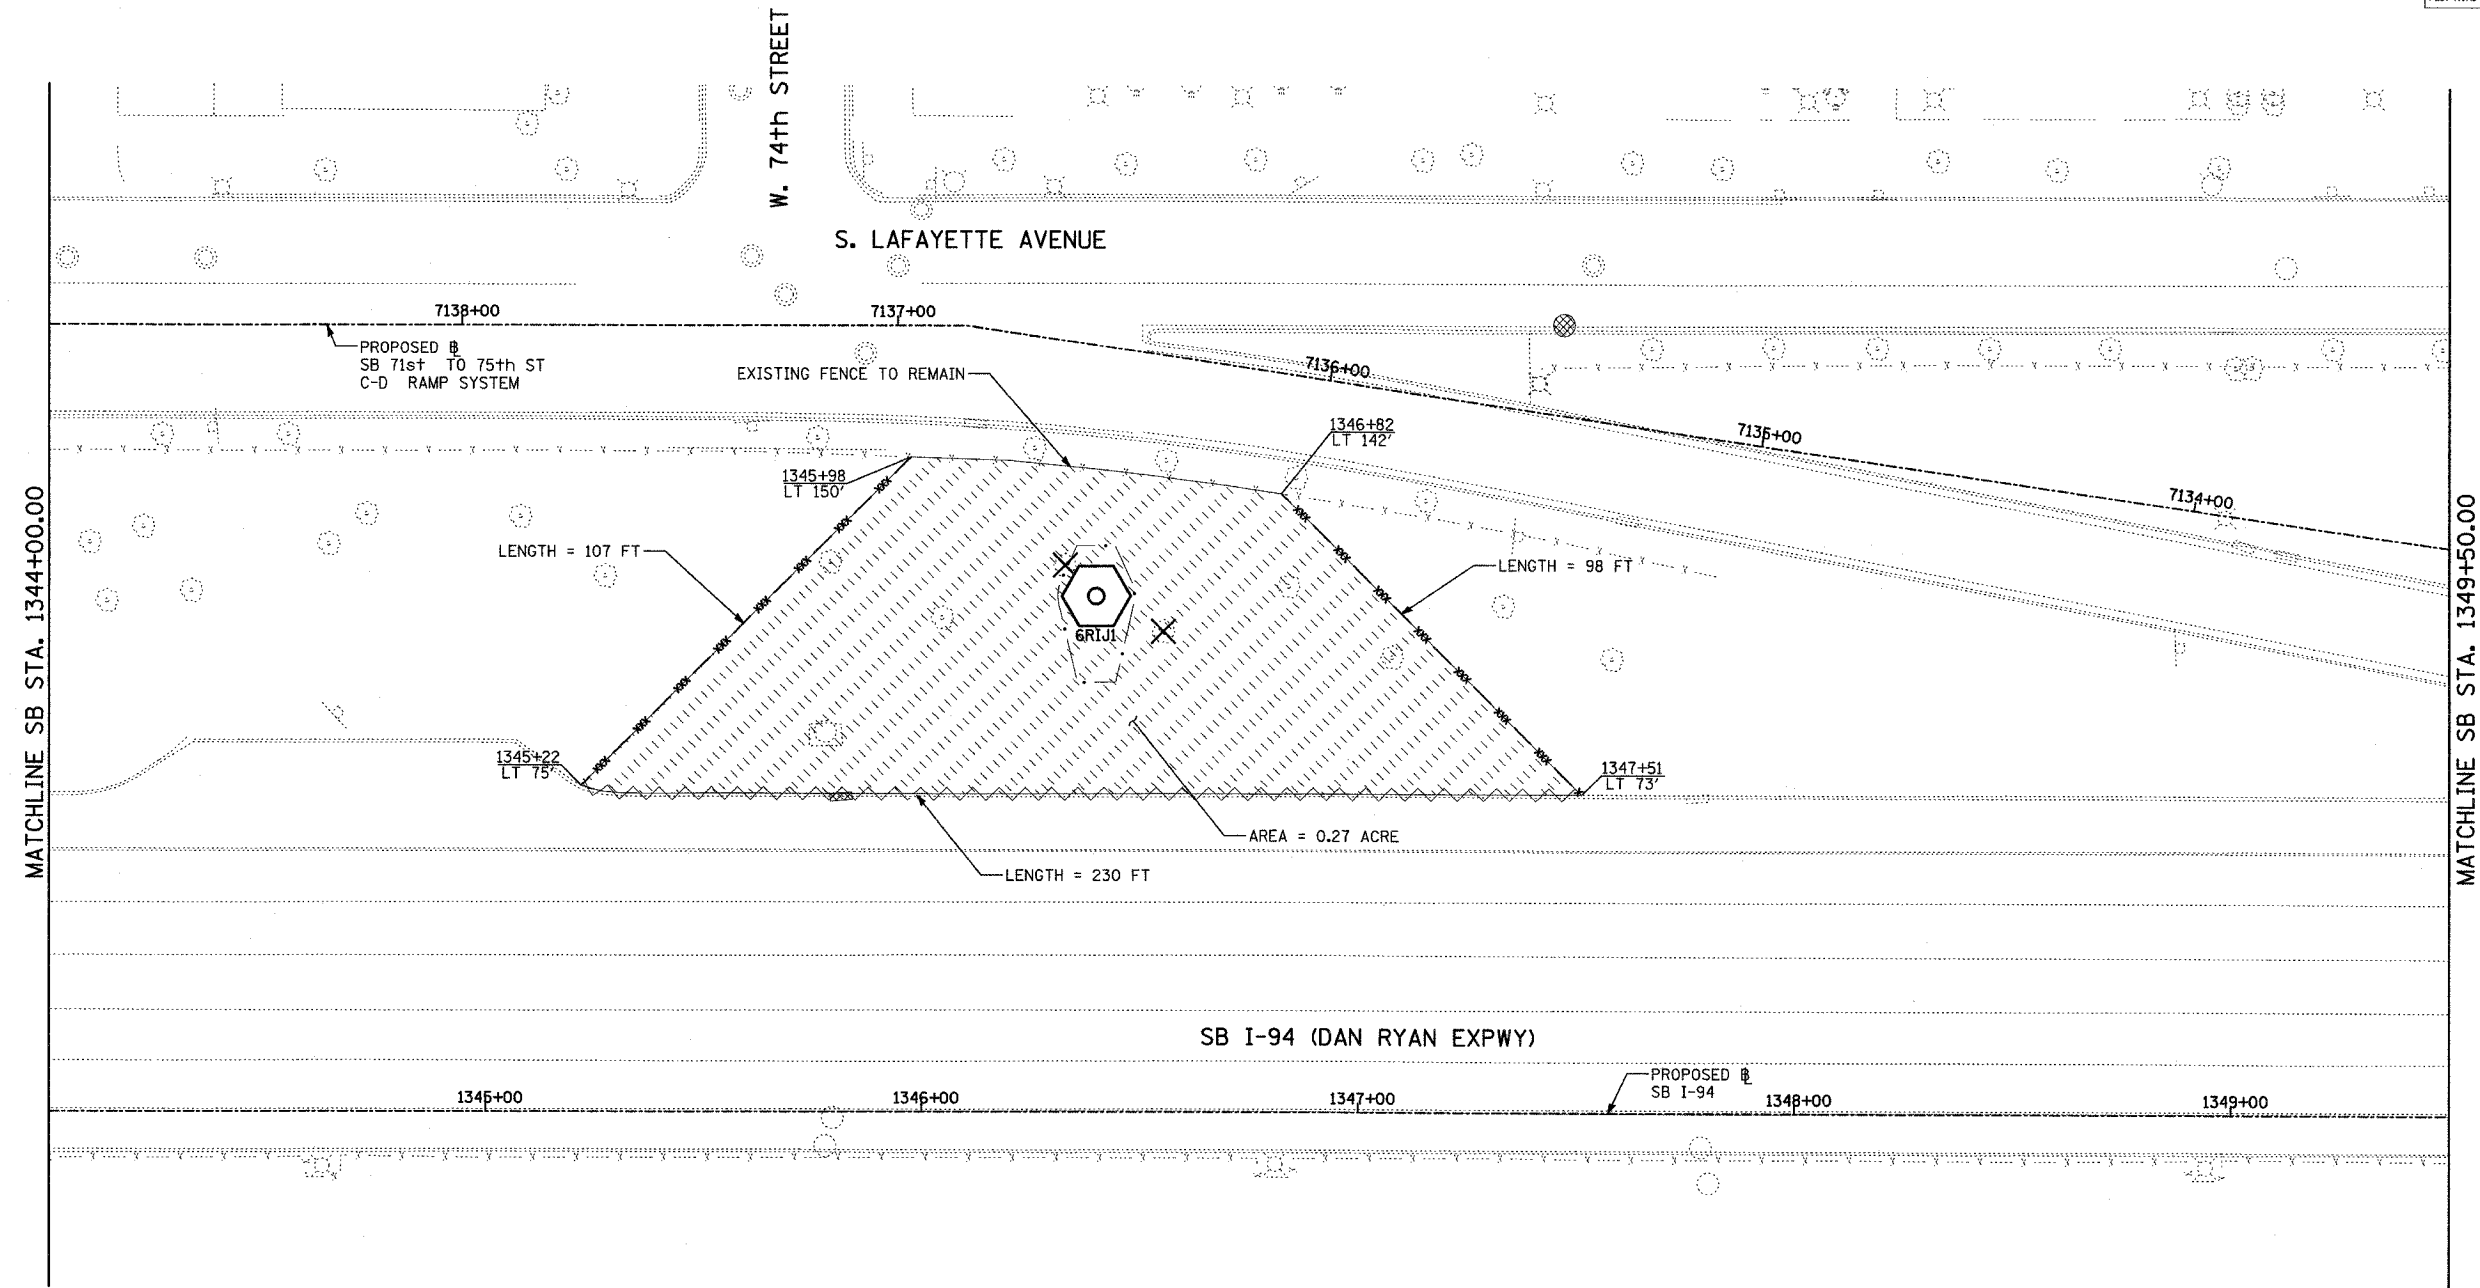 W. 74th STREET
S. LAFAYETTE AVENUE
7138+00
7137+00
PROPOSED ⅊
SB 71st TO 75th ST
C-D RAMP SYSTEM
EXISTING FENCE TO REMAIN
7136+00
7135+00
7134+00
1346+82
LT 142'
1345+98
LT 150'
LENGTH = 107 FT
LENGTH = 98 FT
6RIJ1
MATCHLINE SB STA. 1344+00.00
MATCHLINE SB STA. 1349+50.00
1345+22
LT 75'
1347+51
LT 73'
AREA = 0.27 ACRE
LENGTH = 230 FT
SB I-94 (DAN RYAN EXPWY)
PROPOSED ⅊
SB I-94
1345+00
1346+00
1347+00
1348+00
1349+00